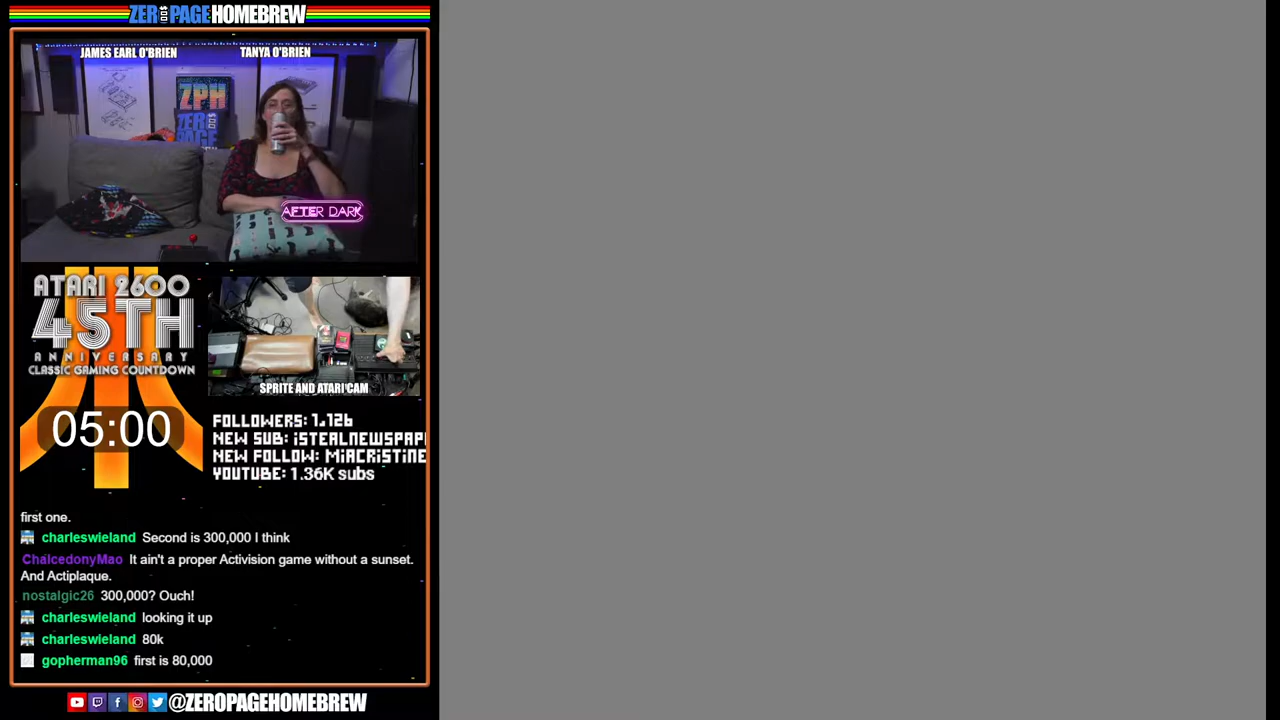 ZERO PAGE HOMEBREW
JAMES EARL O'BRIEN
TANYA O'BRIEN
ZPH
ZERO
PAGE
AFTER DARK
ATARI 2600
45TH
ANNIVERSARY
CLASSIC GAMING COUNTDOWN
05:00
SPRITE AND ATARI CAM
FOLLOWERS: 1,126
NEW SUB: iSTEALNEWSPAP
NEW FOLLOW: MiACRiSTiNE
YOUTUBE: 1.36K subs
first one.
charleswieland Second is 300,000 I think
ChalcedonyMao It ain't a proper Activision game without a sunset.
And Actiplaque.
nostalgic26 300,000? Ouch!
charleswieland looking it up
charleswieland 80k
gopherman96 first is 80,000
@ZEROPAGEHOMEBREW